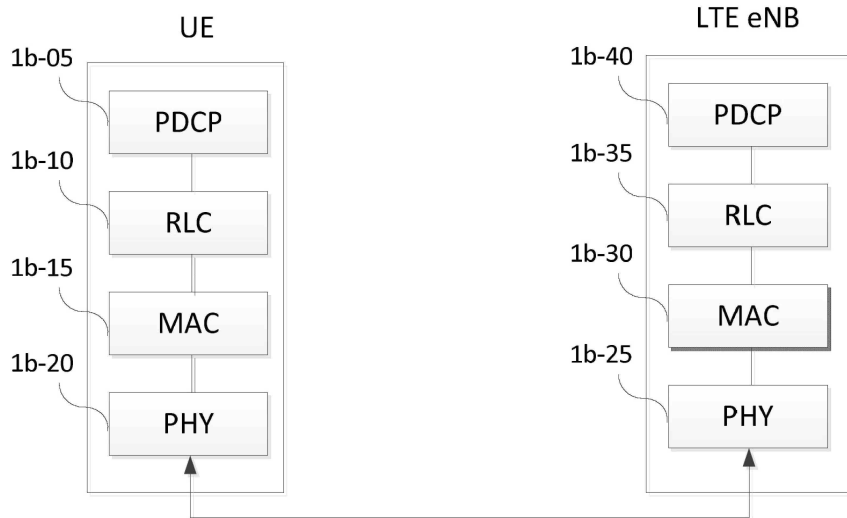 UE
1b-05
PDCP
1b-10
RLC
1b-15
MAC
1b-20
PHY
LTE eNB
1b-40
PDCP
1b-35
RLC
1b-30
MAC
1b-25
PHY